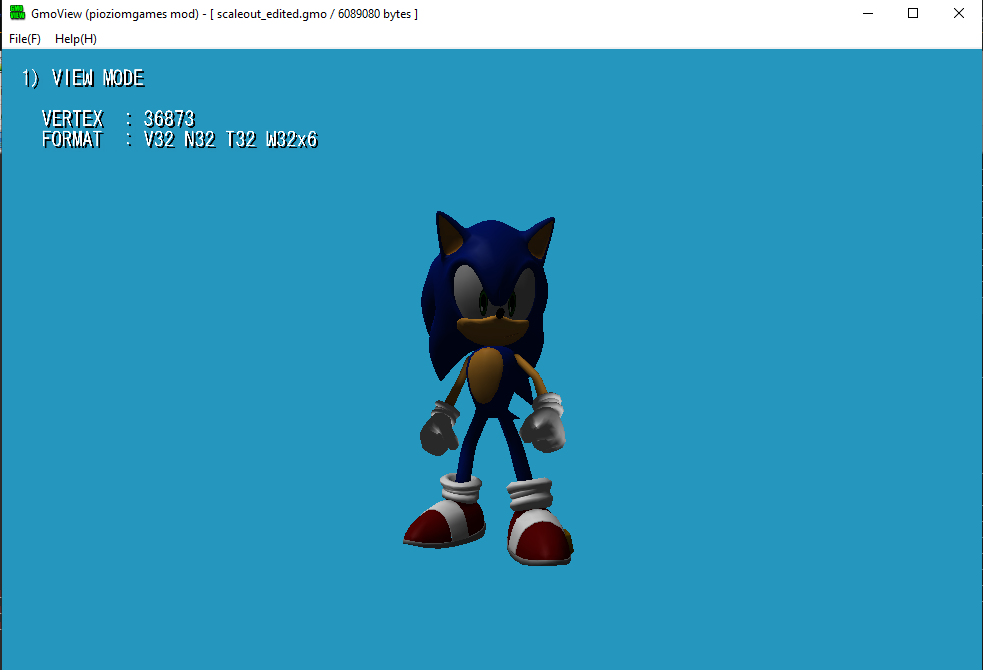 GmoView (pioziomgames mod) - [ scaleout_edited.gmo / 6089080 bytes ]
File(F) Help(H)
1) VIEW MODE
VERTEX : 36873
FORMAT : V32 N32 T32 W32x6